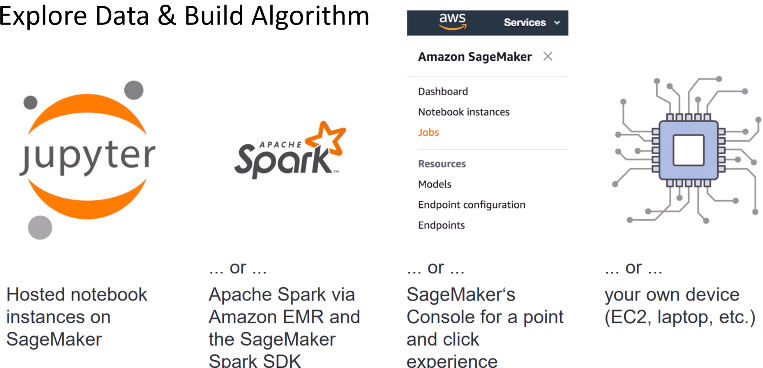 Explore Data & Build Algorithm
jupyter
APACHE
Spark™
aws
Services
Amazon SageMaker ×
Dashboard
Notebook instances
Jobs
Resources
Models
Endpoint configuration
Endpoints
Hosted notebook
instances on
SageMaker
... or ...
Apache Spark via
Amazon EMR and
the SageMaker
Spark SDK
... or ...
SageMaker‘s
Console for a point
and click
experience
... or ...
your own device
(EC2, laptop, etc.)